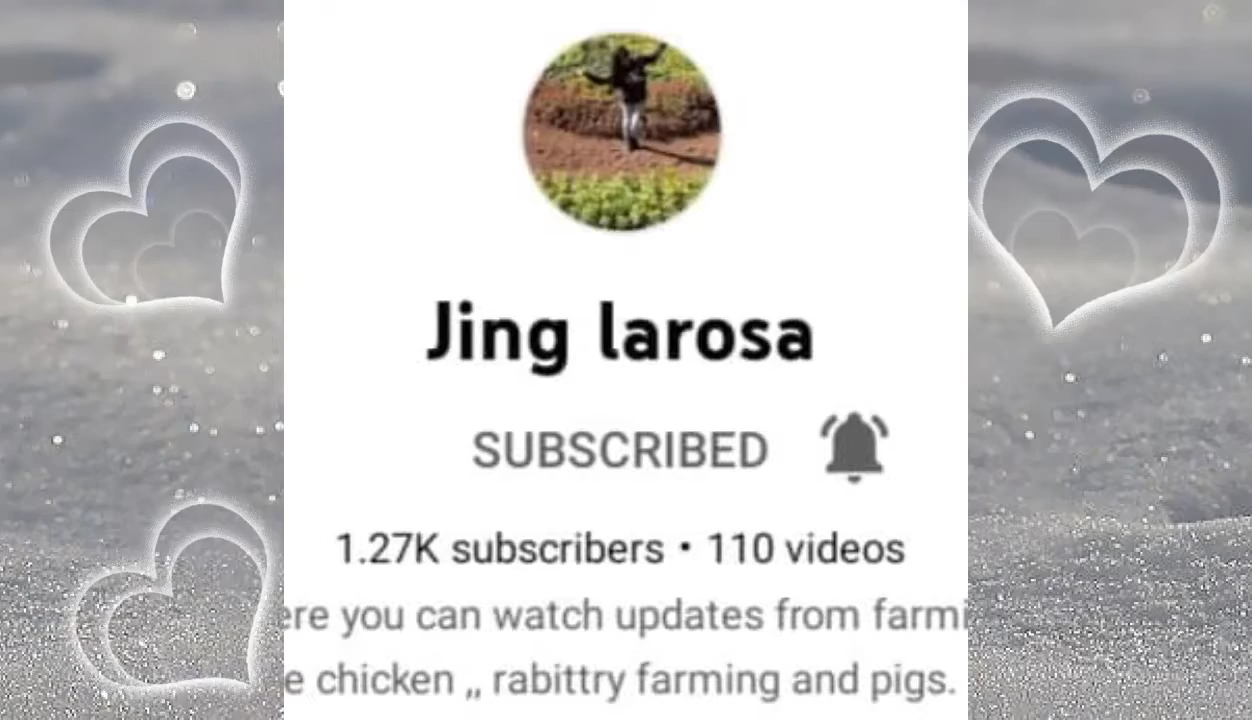 Jing larosa
SUBSCRIBED
1.27K subscribers • 110 videos
ere you can watch updates from farmi
e chicken ,, rabittry farming and pigs.